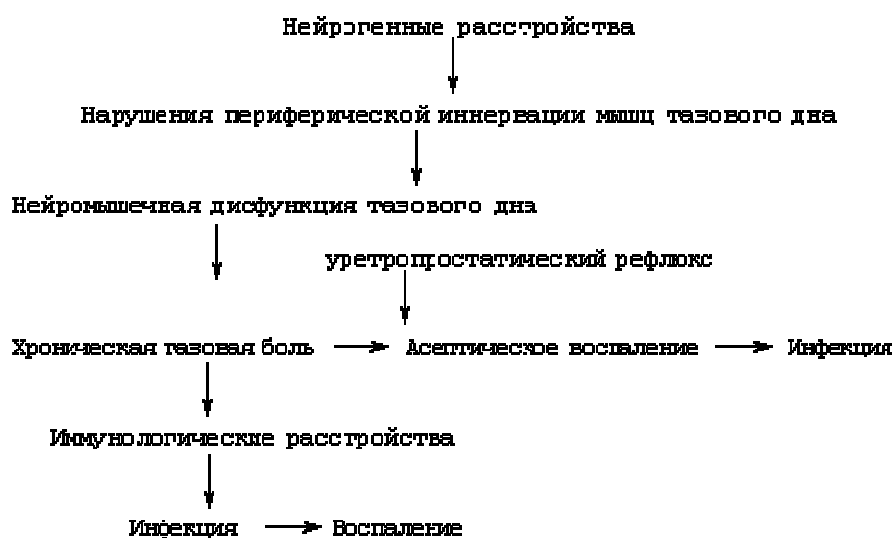 Нейрогенные расстройства
Нарушения периферической иннервации мышц тазового дна
Нейромышечная дисфункция тазового дна
уретропростатический рефлюкс
Хроническая тазовая боль Асептическое воспаление Инфекция
Иммунологические расстройства
Инфекция Воспаление